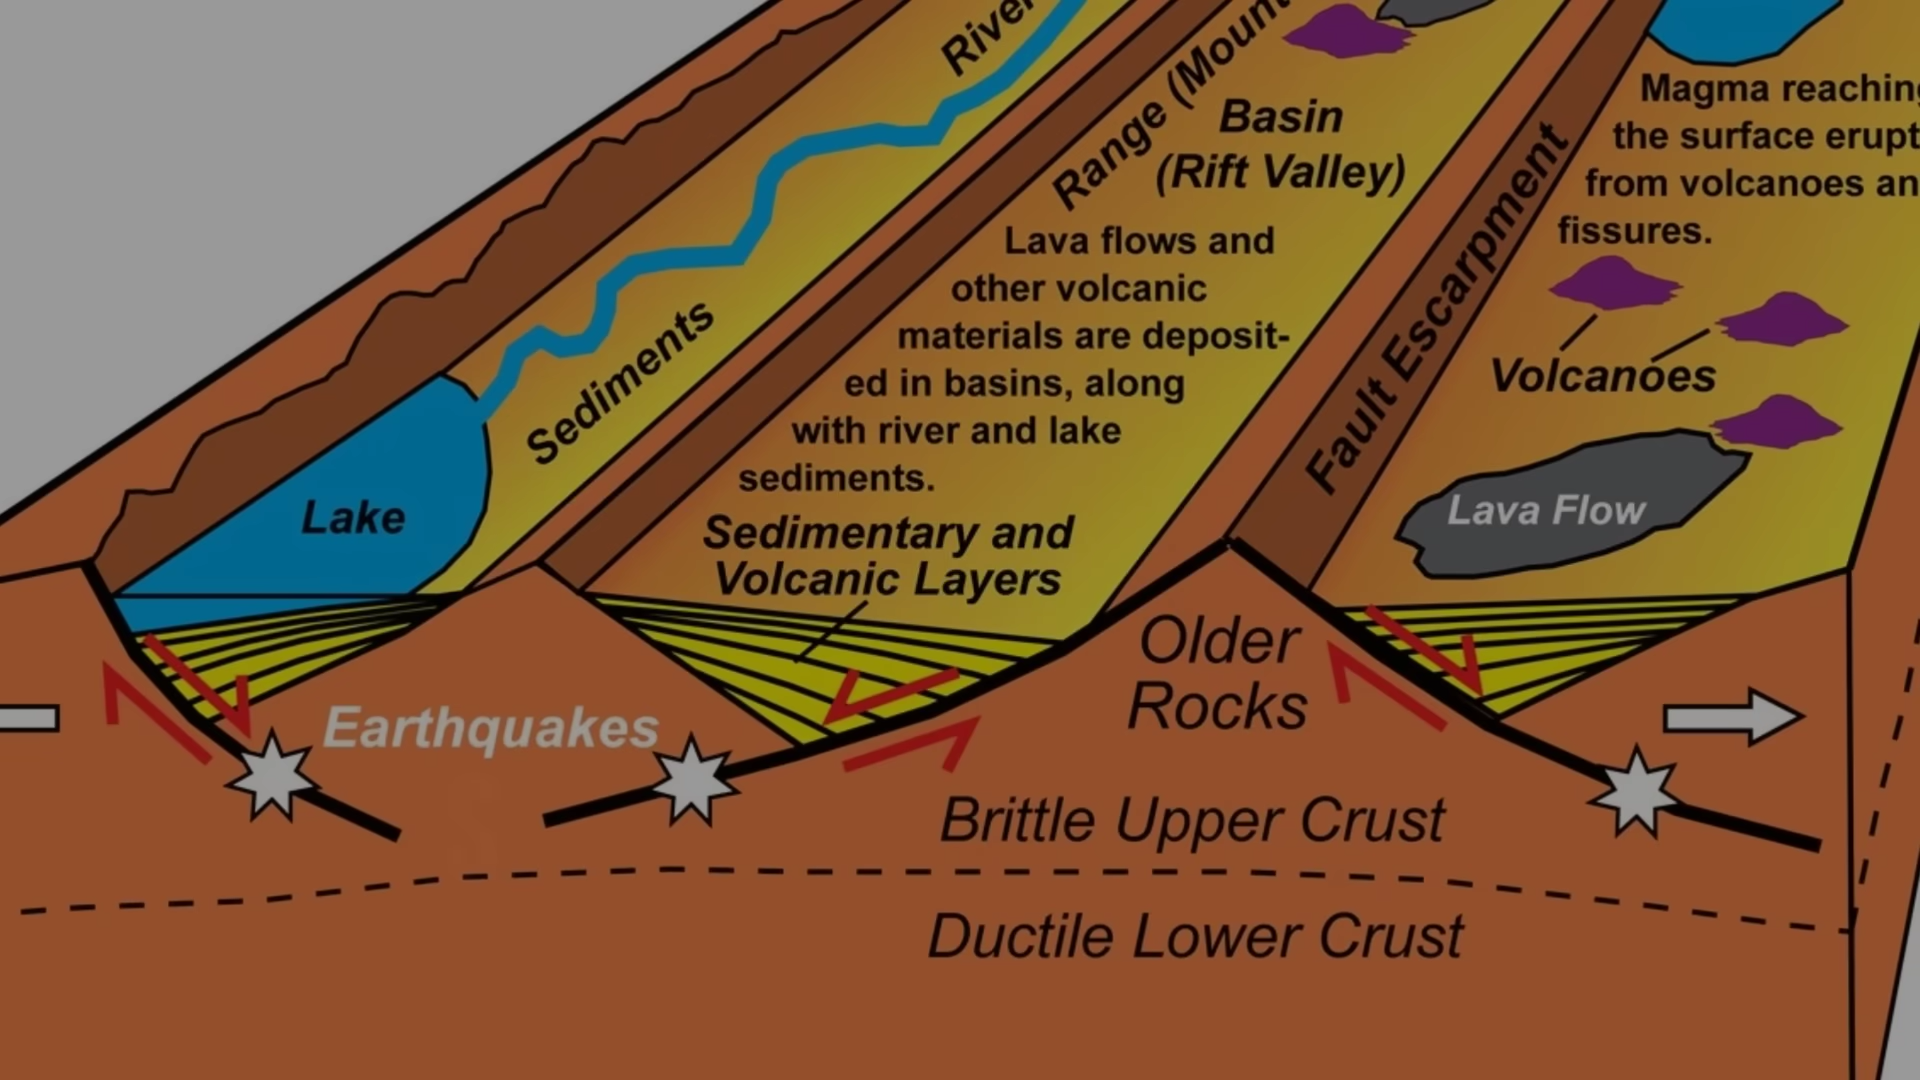 River
Sediments
Lake
Range (Mount
Basin
(Rift Valley)
Lava flows and
other volcanic
materials are deposit-
ed in basins, along
with river and lake
sediments.
Sedimentary and
Volcanic Layers
Fault Escarpment
Magma reaching
the surface erupt
from volcanoes an
fissures.
Volcanoes
Lava Flow
Older
Rocks
Earthquakes
Brittle Upper Crust
Ductile Lower Crust